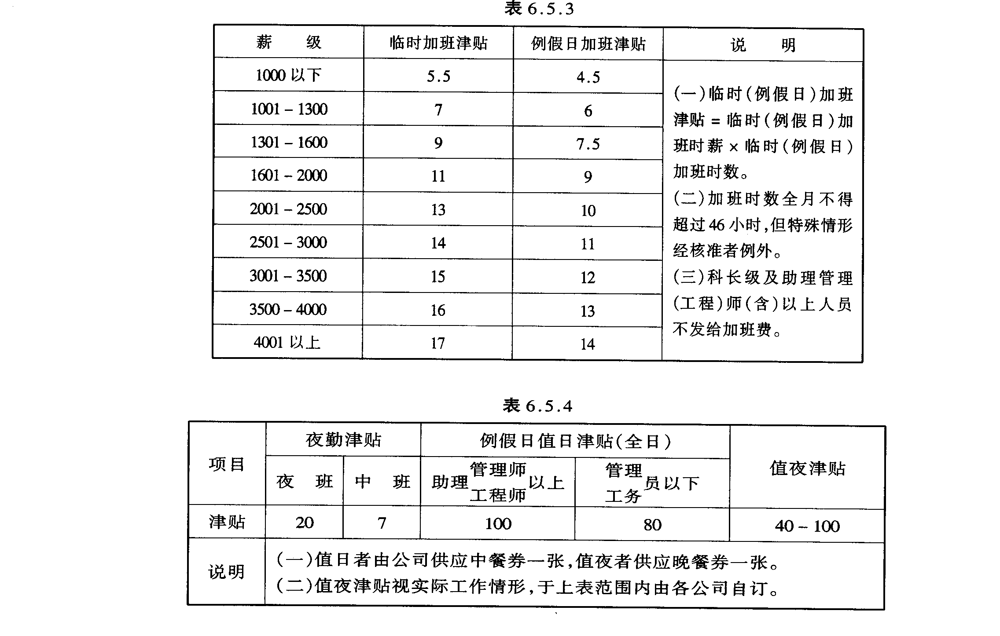 表 6.5.3
薪 级 临时加班津贴 例假日加班津贴 说 明
1000 以下 5.5 4.5
1001 – 1300 7 6
1301 – 1600 9 7.5
1601 – 2000 11 9
2001 – 2500 13 10
2501 – 3000 14 11
3001 – 3500 15 12
3500 – 4000 16 13
4001 以上 17 14
(一)临时(例假日)加班
津贴 = 临时(例假日)加
班时薪 × 临时(例假日)
加班时数。
(二)加班时数全月不得
超过 46 小时,但特殊情形
经核准者例外。
(三)科长级及助理管理
(工程)师(含)以上人员
不发给加班费。
表 6.5.4
项目 夜勤津贴 例假日值日津贴(全日) 值夜津贴
夜 班 中 班 助理管理师工程师以上 管理工务员以下
津贴 20 7 100 80 40 – 100
说明
(一)值日者由公司供应中餐券一张,值夜者供应晚餐券一张。
(二)值夜津贴视实际工作情形,于上表范围内由各公司自订。